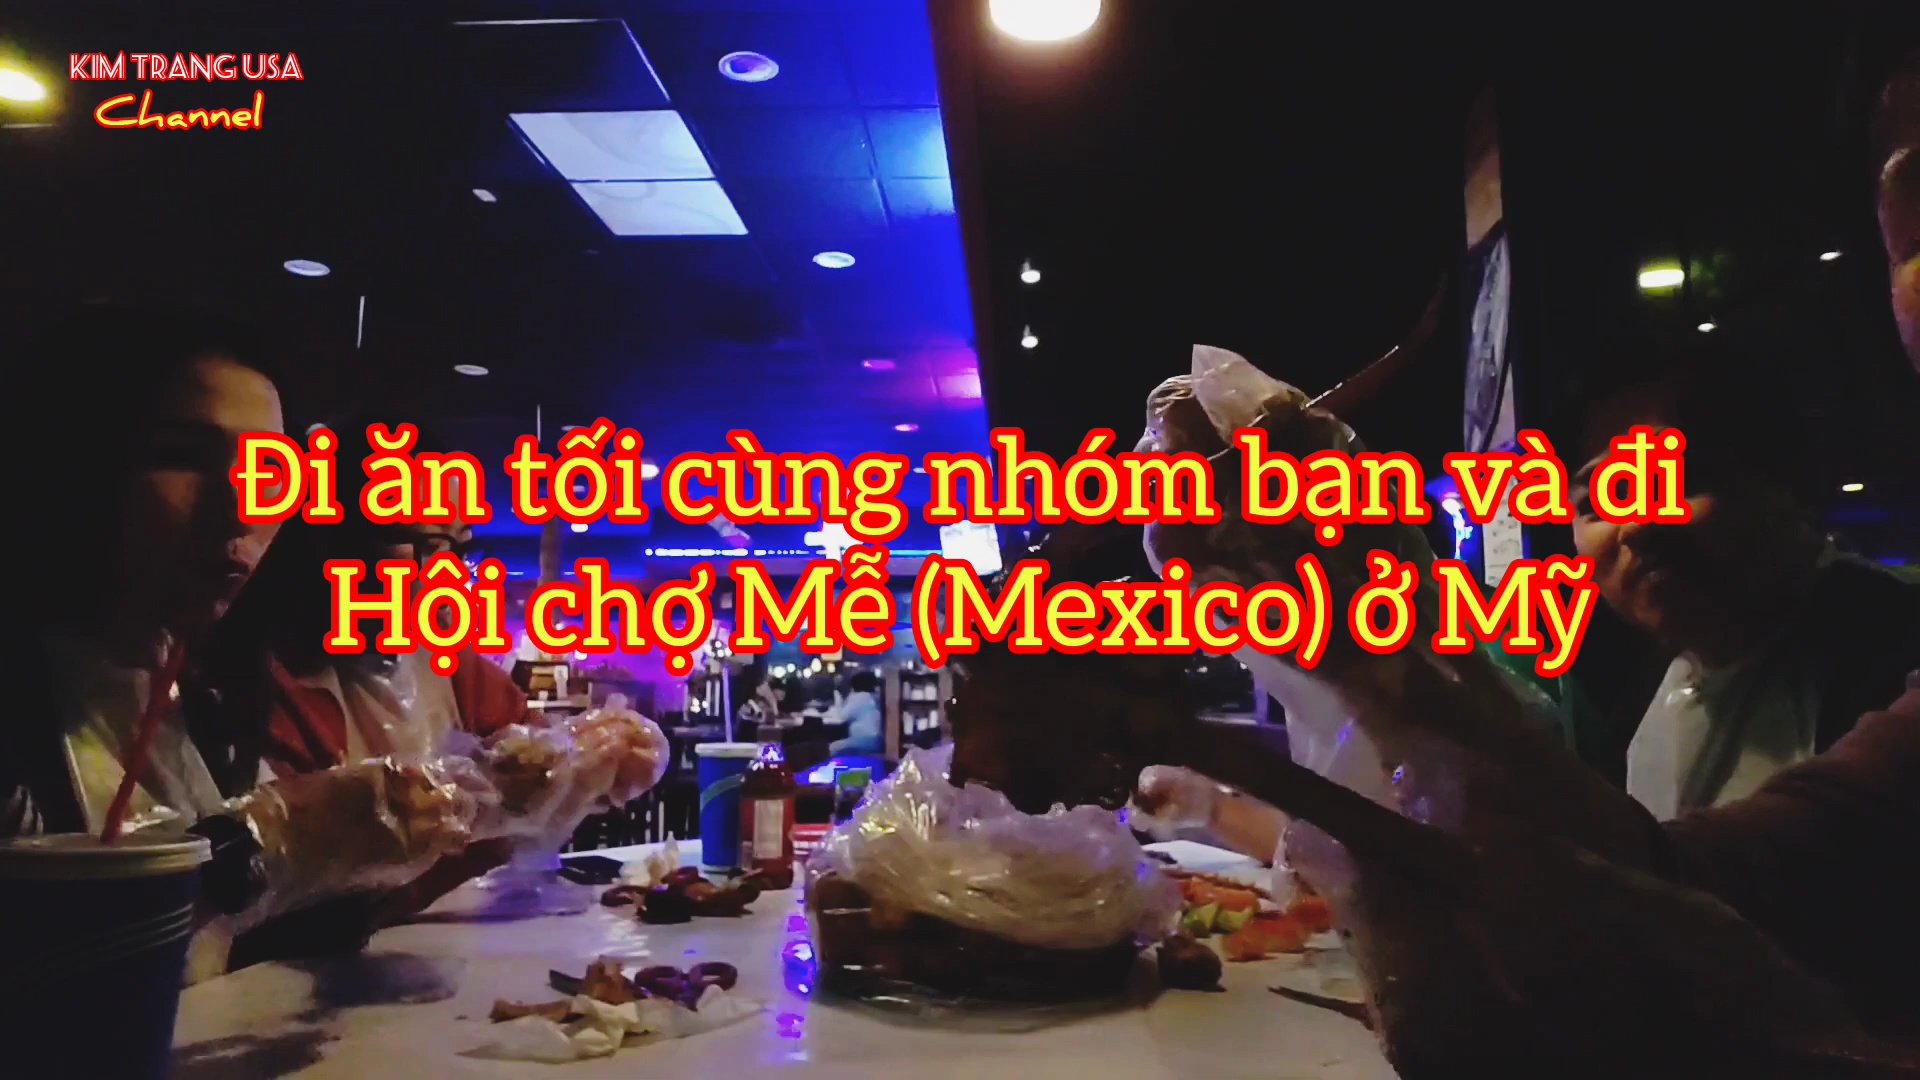 KIM TRANG USA
Channel
Đi ăn tối cùng nhóm bạn và đi
Hội chợ Mễ (Mexico) ở Mỹ